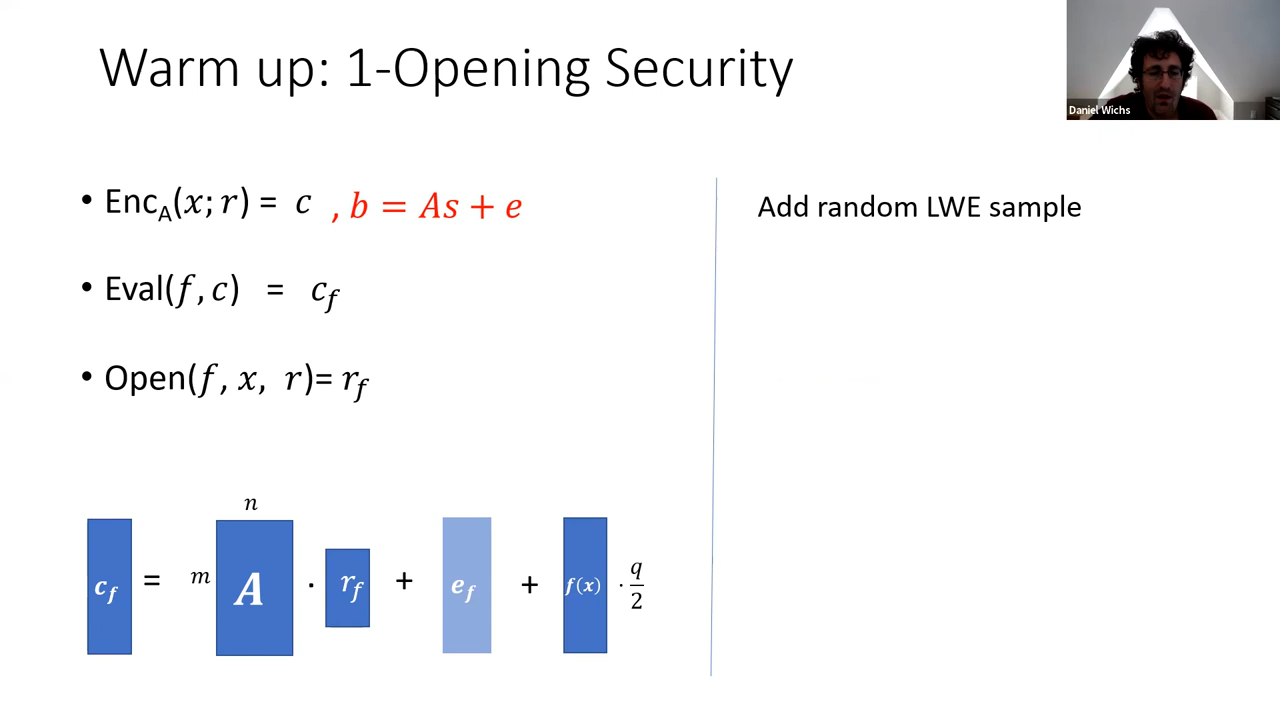 Warm up: 1-Opening Security
Daniel Wichs
• Enc_A(x; r) = c , b = As + e
Add random LWE sample
• Eval(f, c) = c_f
• Open(f, x, r)= r_f
n
c_f = m A · r_f + e_f + f(x) · q/2